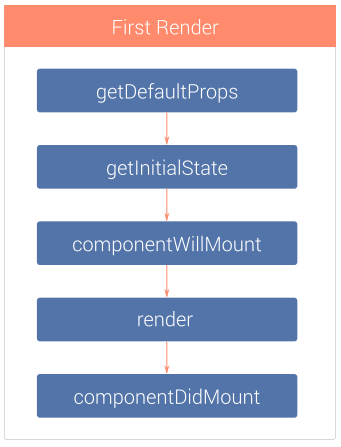 First Render
getDefaultProps
getInitialState
componentWillMount
render
componentDidMount